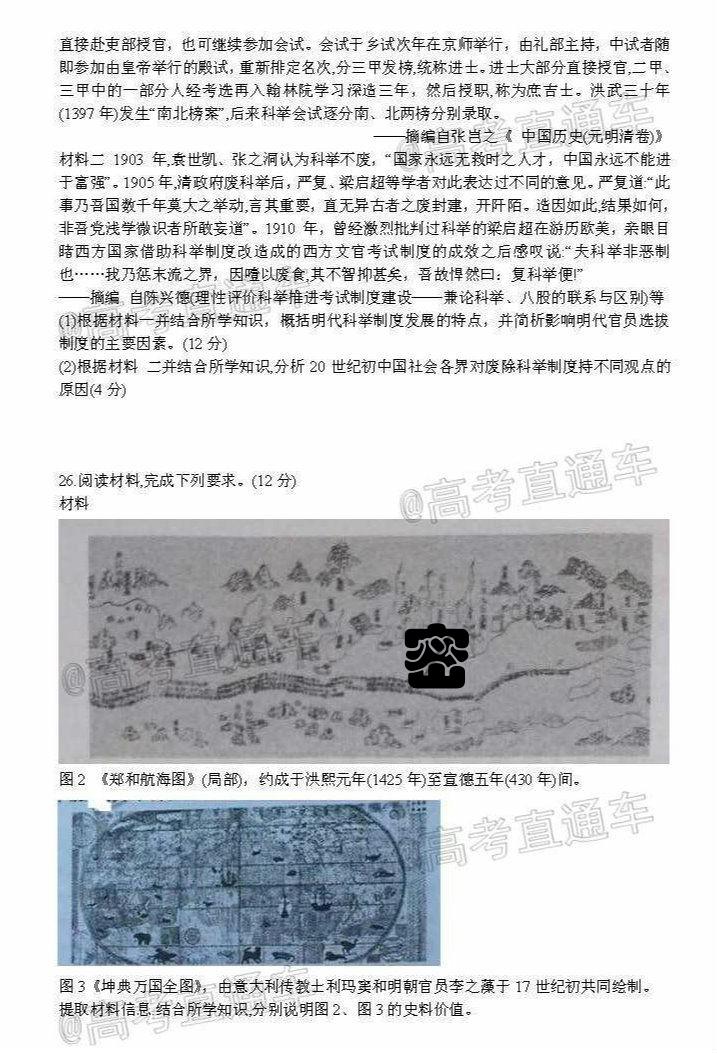 直接赴吏部授官，也可继续参加会试。会试于乡试次年在京师举行，由礼部主持，中试者随
即参加由皇帝举行的殿试，重新排定名次,分三甲发榜,统称进士。进士大部分直接授官,二甲、
三甲中的一部分人经考选再入翰林院学习深造三年，然后授职,称为庶吉士。洪武三十年
(1397 年)发生“南北榜案”,后来科举会试逐分南、北两榜分别录取。
——摘编自张岂之《 中国历史(元明清卷)》
材料二 1903 年,袁世凯、张之洞认为科举不废，“国家永远无救时之人才，中国永远不能进
于富强”。1905 年,清政府废科举后，严复、梁启超等学者对此表达过不同的意见。严复道:“此
事乃吾国数千年莫大之举动,言其重要，直无异古者之废封建，开阡陌。造因如此,结果如何，
非吾党浅学微识者所敢妄道”。1910 年，曾经激烈批判过科举的梁启超在游历欧美，亲眼目
睹西方国家借助科举制度改造成的西方文官考试制度的成效之后感叹说:“夫科举非恶制
也……我乃惩末流之界，因噎以废食,其不智抑甚矣，吾故悍然曰：复科举便!”
——摘编 自陈兴德(理性评价科举推进考试制度建设——兼论科举、八股的联系与区别)等
(1)根据材料一并结合所学知识，概括明代科举制度发展的特点，并简析影响明代官员选拔
制度的主要因素。(12 分)
(2)根据材料 二并结合所学知识,分析 20 世纪初中国社会各界对废除科举制度持不同观点的
原因(4 分)
26.阅读材料,完成下列要求。(12 分)
@高考直通车
材料
@高考直通车
图 2 《郑和航海图》(局部)，约成于洪熙元年(1425 年)至宣德五年(430 年)间。
@高考直通车
图 3《坤典万国全图》，由意大利传教士利玛窦和明朝官员李之藻于 17 世纪初共同绘制。
提取材料信息.结合所学知识,分别说明图 2、图 3 的史料价值。
@高考直通车